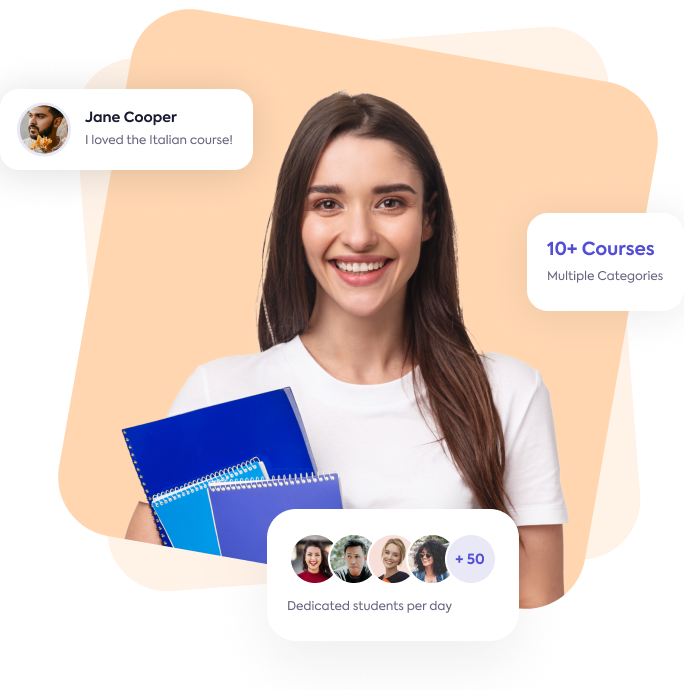 Jane Cooper
I loved the Italian course!
10+ Courses
Multiple Categories
+ 50
Dedicated students per day